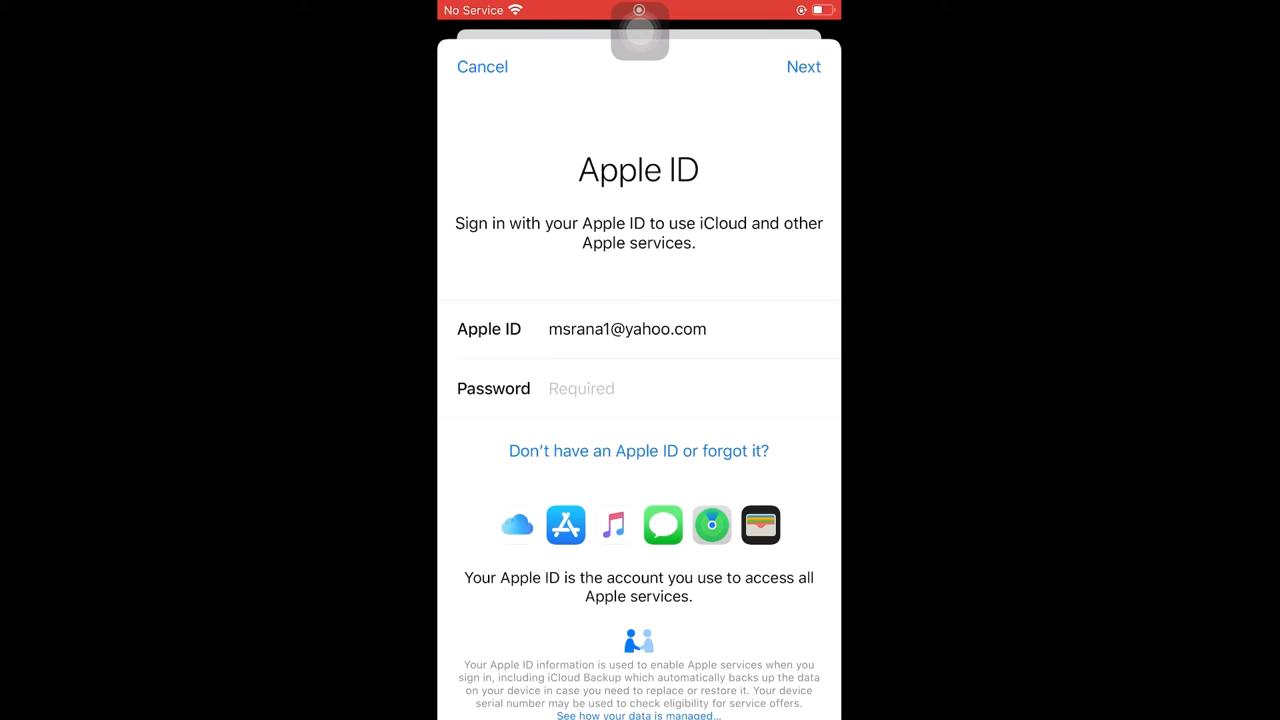 No Service
Cancel
Next
Apple ID
Sign in with your Apple ID to use iCloud and other
Apple services.
Apple ID msrana1@yahoo.com
Password Required
Don't have an Apple ID or forgot it?
Your Apple ID is the account you use to access all
Apple services.
Your Apple ID information is used to enable Apple services when you
sign in, including iCloud Backup which automatically backs up the data
on your device in case you need to replace or restore it. Your device
serial number may be used to check eligibility for service offers.
See how your data is managed...